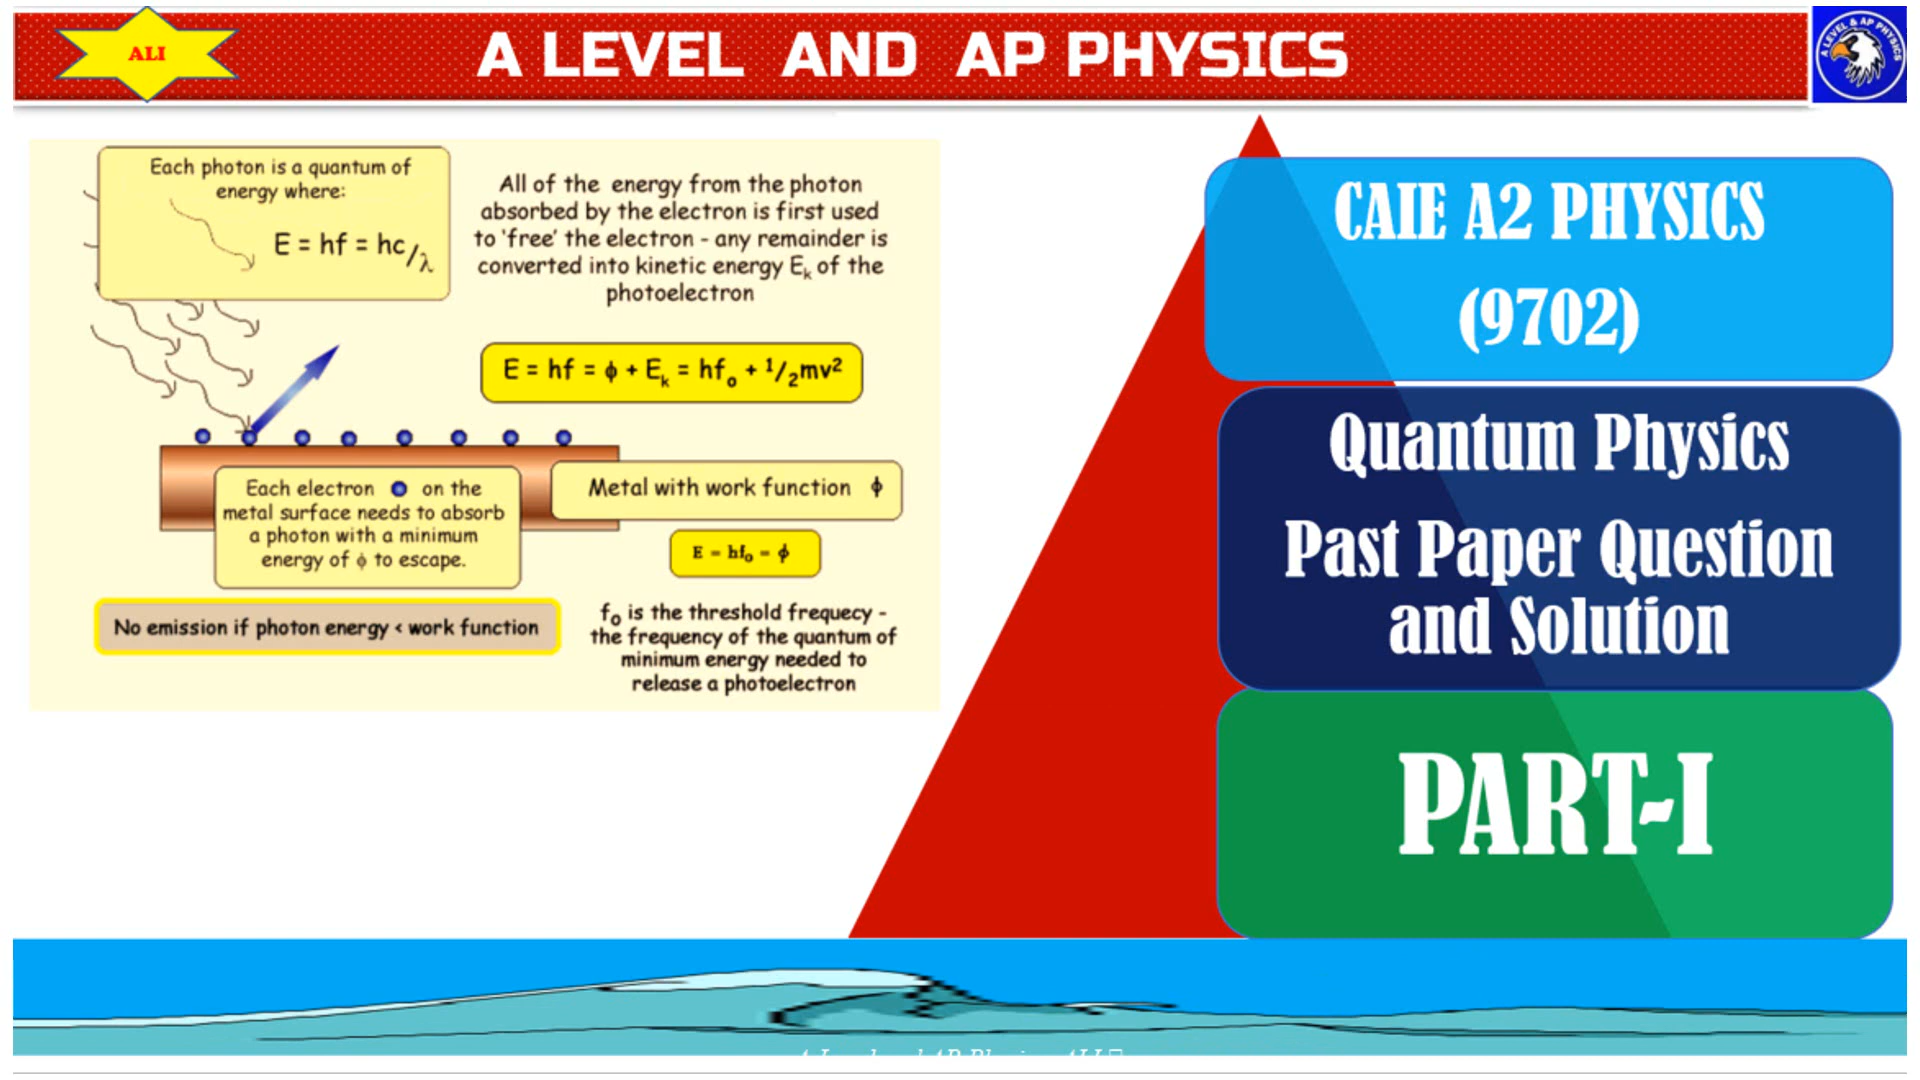 ALI
A LEVEL AND AP PHYSICS
A LEVEL & AP PHYSICS
Each photon is a quantum of
energy where:
E = hf = hc/λ
All of the energy from the photon
absorbed by the electron is first used
to 'free' the electron - any remainder is
converted into kinetic energy Ek of the
photoelectron
E = hf = ϕ + Ek = hfo + 1/2mv²
Each electron on the
metal surface needs to absorb
a photon with a minimum
energy of ϕ to escape.
Metal with work function ϕ
E = hfo = ϕ
No emission if photon energy < work function
fo is the threshold frequecy -
the frequency of the quantum of
minimum energy needed to
release a photoelectron
CAIE A2 PHYSICS
(9702)
Quantum Physics
Past Paper Question
and Solution
PART-I